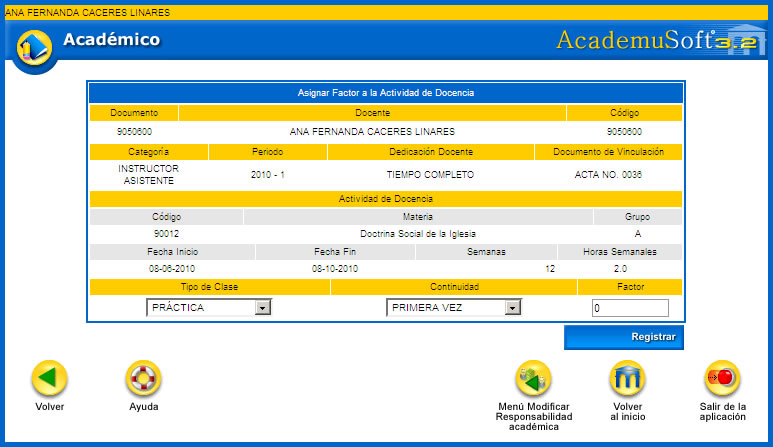 ANA FERNANDA CACERES LINARES
Académico AcademuSoft 3.2
Asignar Factor a la Actividad de Docencia
Documento Docente Código
9050600 ANA FERNANDA CACERES LINARES 9050600
Categoría Periodo Dedicación Docente Documento de Vinculación
INSTRUCTOR
ASISTENTE 2010 - 1 TIEMPO COMPLETO ACTA NO. 0036
Actividad de Docencia
Código Materia Grupo
90012 Doctrina Social de la Iglesia A
Fecha Inicio Fecha Fin Semanas Horas Semanales
08-06-2010 08-10-2010 12 2.0
Tipo de Clase Continuidad Factor
PRÁCTICA PRIMERA VEZ 0
Registrar
Volver
Ayuda
Menú Modificar
Responsabilidad
académica
Volver
al inicio
Salir de la
aplicación